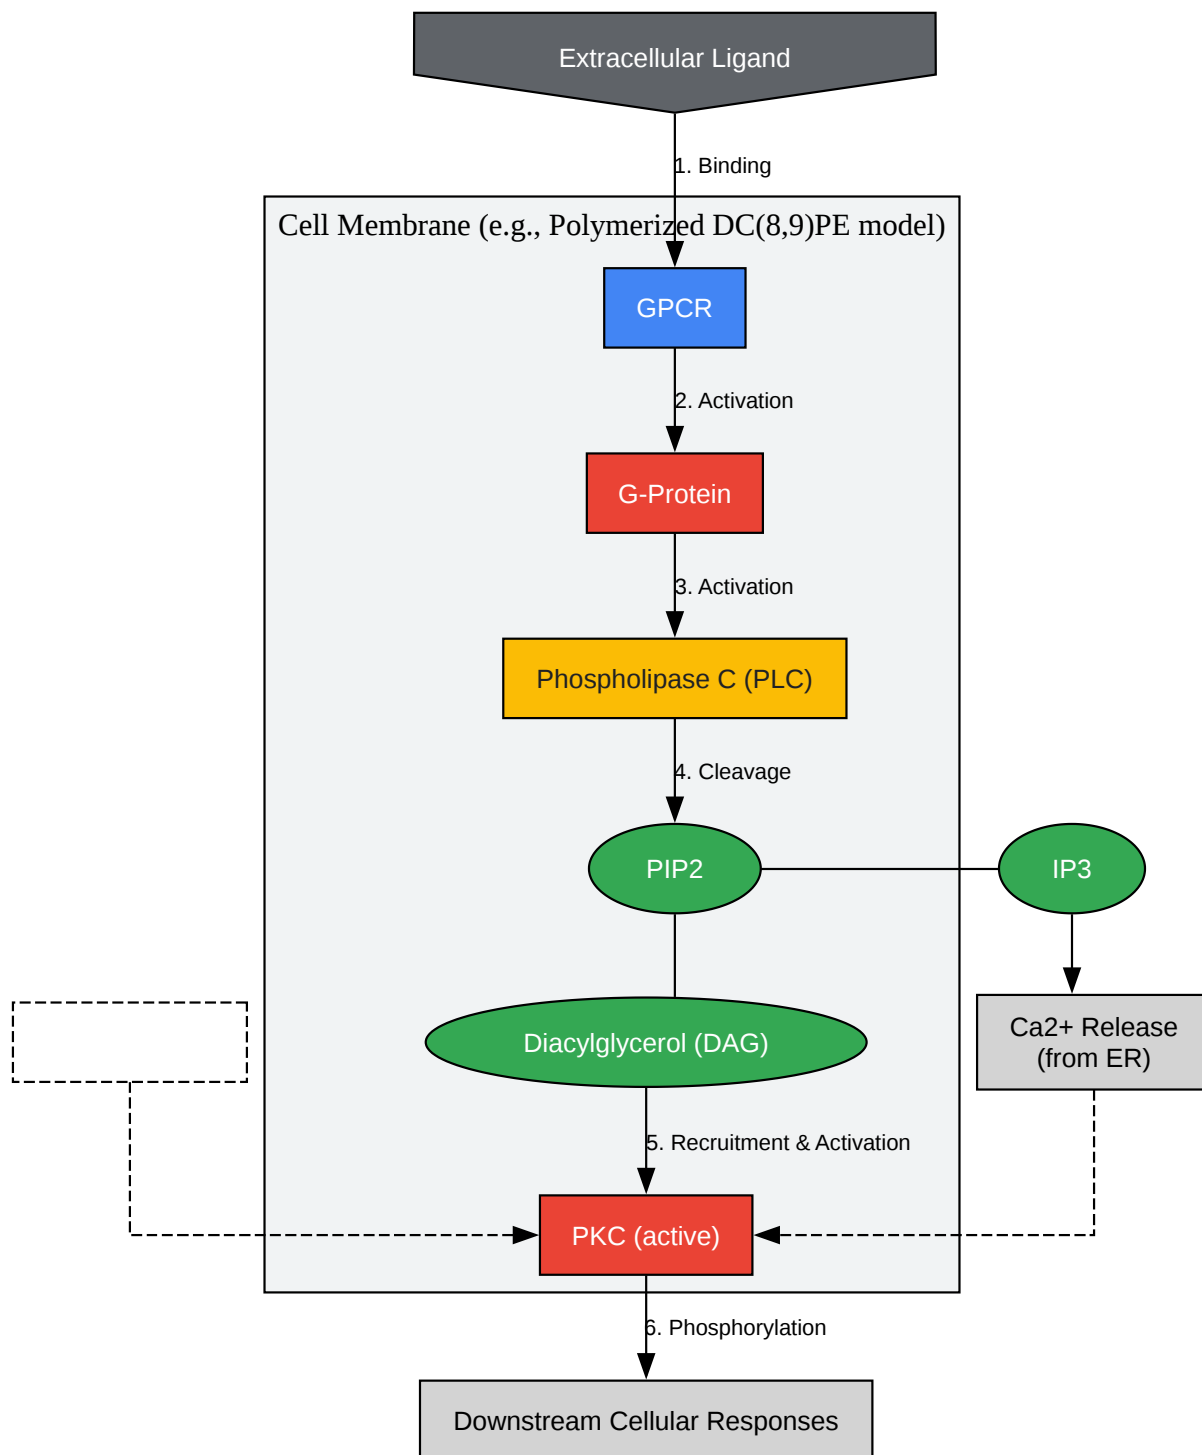 Extracellular Ligand
1. Binding
Cell Membrane (e.g., Polymerized DC(8,9)PE model)
GPCR
2. Activation
G-Protein
3. Activation
Phospholipase C (PLC)
4. Cleavage
PIP2
IP3
Diacylglycerol (DAG)
Ca2+ Release
(from ER)
5. Recruitment & Activation
PKC (active)
6. Phosphorylation
Downstream Cellular Responses